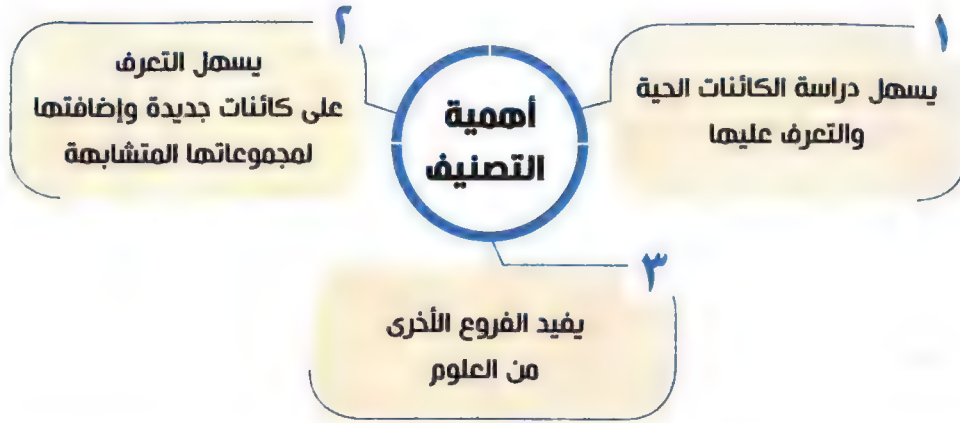 أهمية
التصنيف
١
يسهل دراسة الكائنات الحية
والتعرف عليها
٢
يسهل التعرف
على كائنات جديدة وإضافتها
لمجموعاتها المتشابهة
٣
يفيد الفروع الأخرى
من العلوم